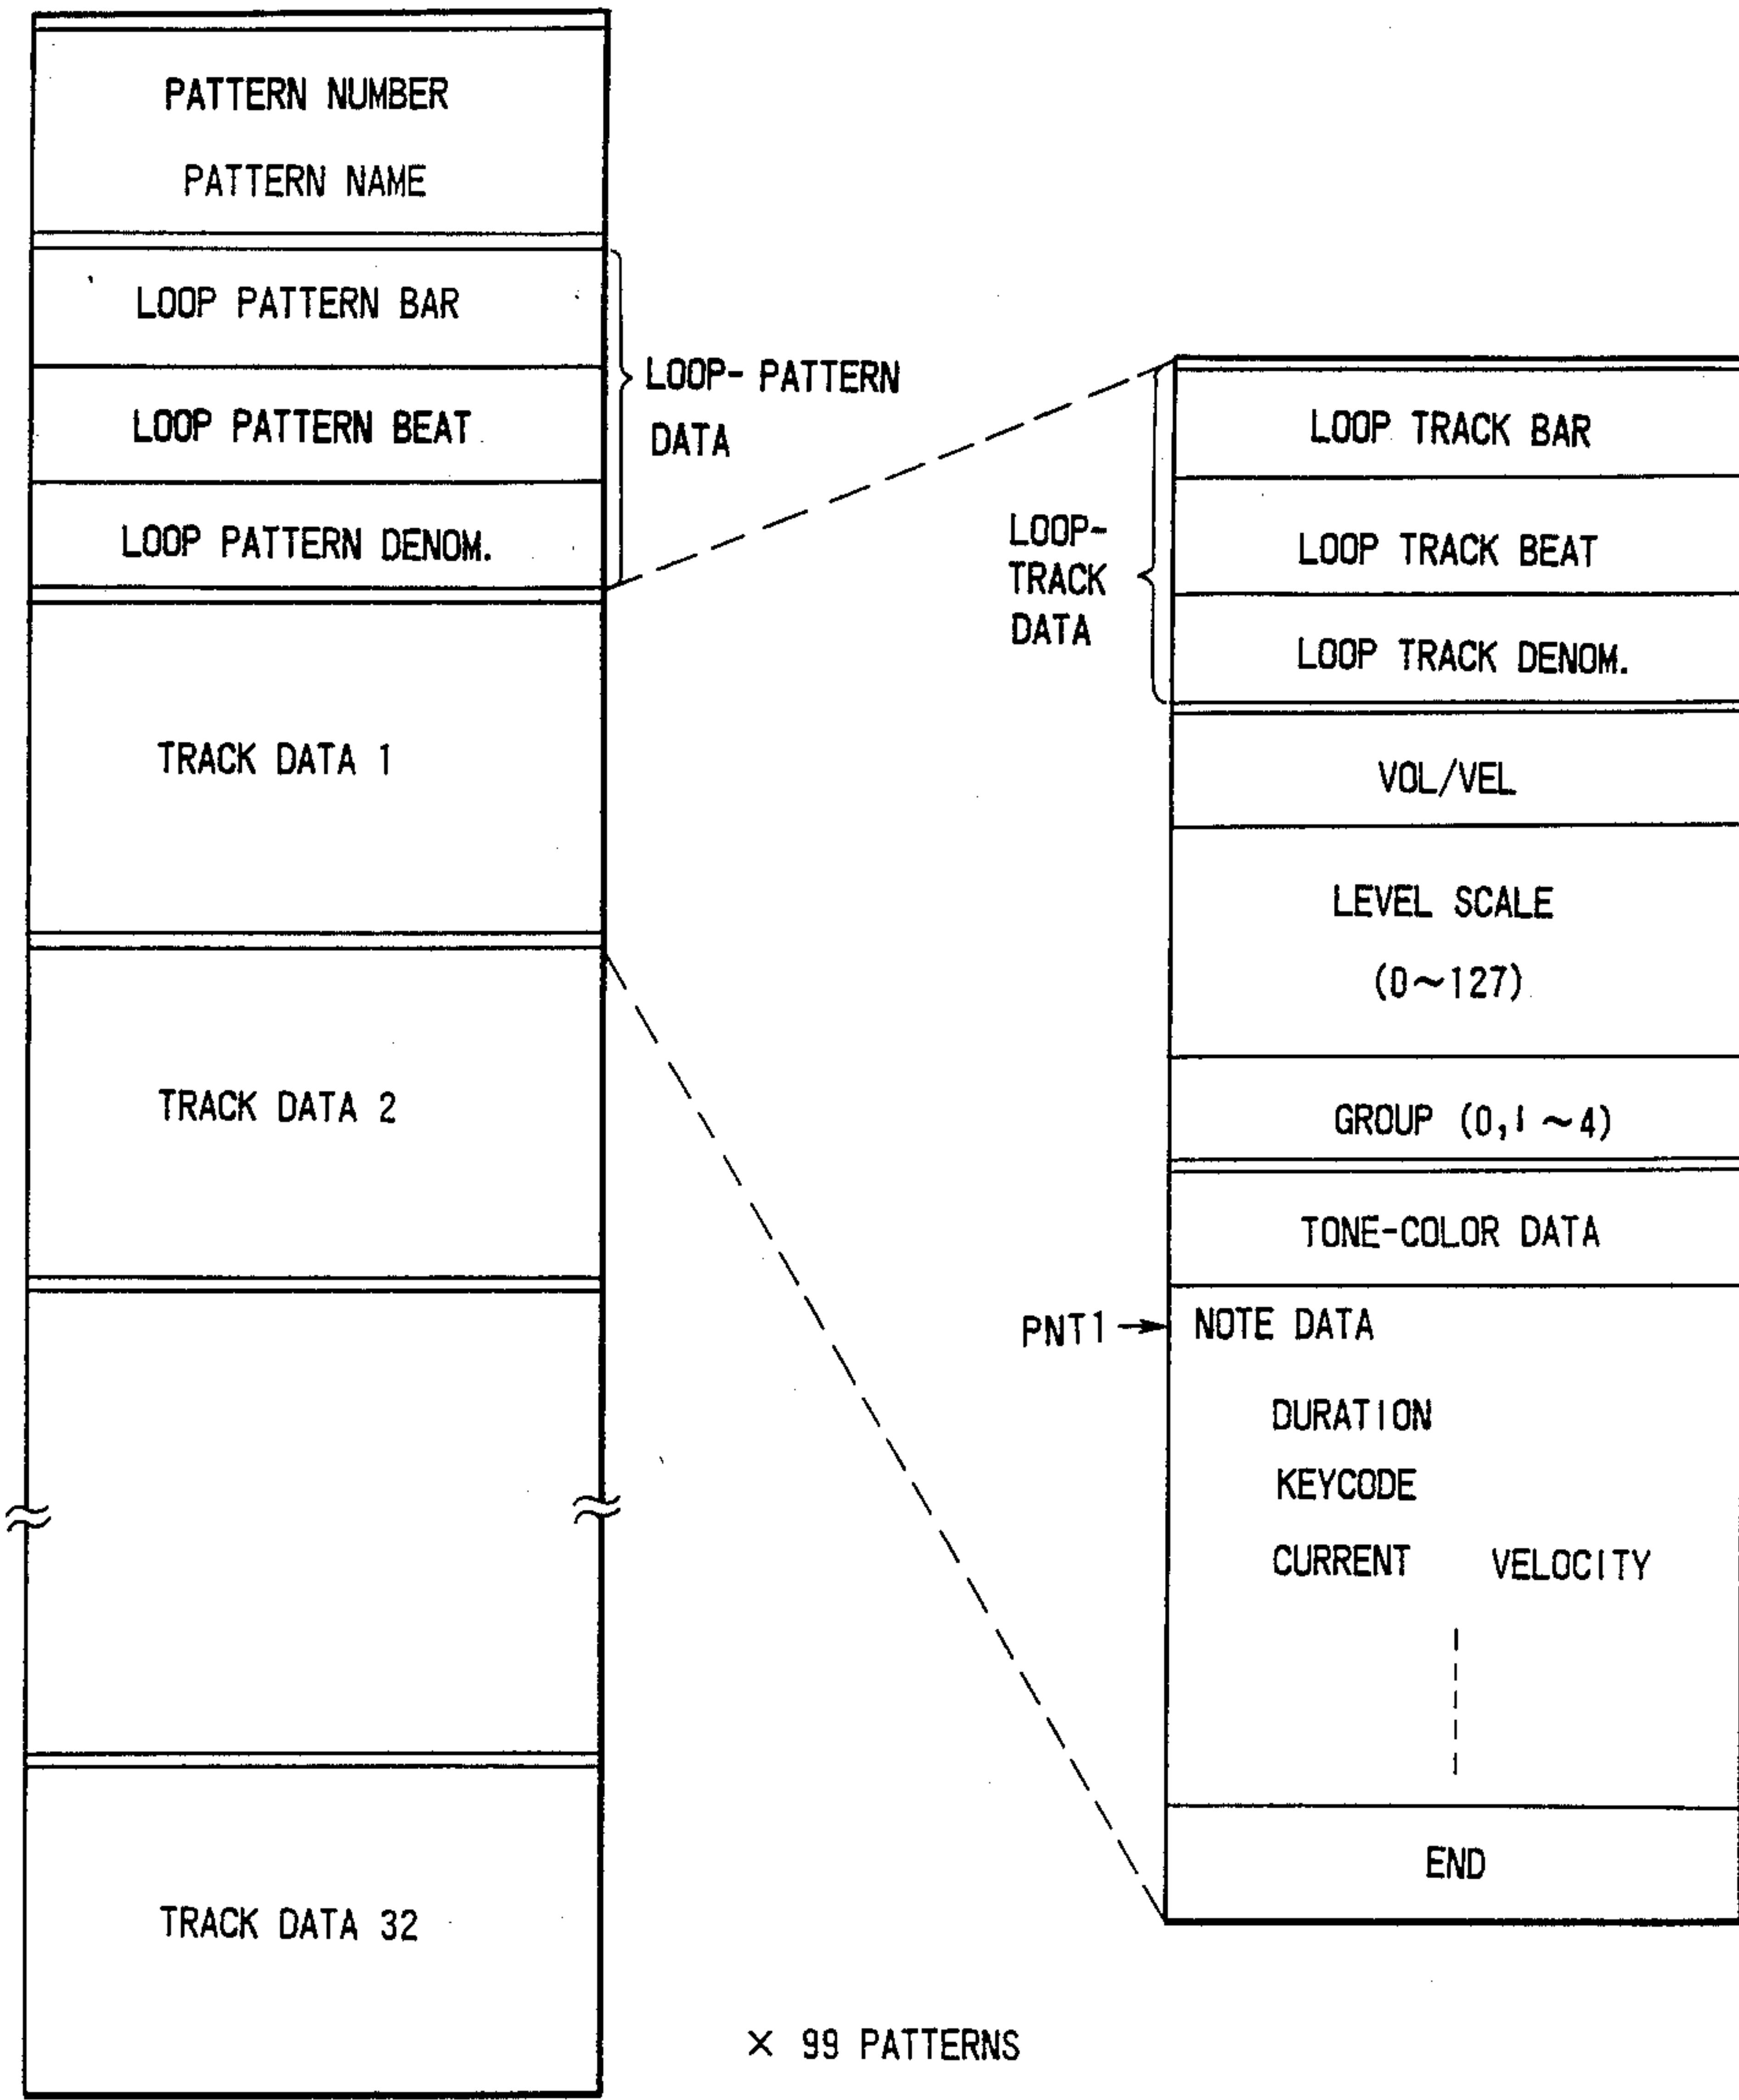 PATTERN NUMBER
PATTERN NAME
LOOP PATTERN BAR
LOOP PATTERN BEAT
LOOP PATTERN DENOM.
LOOP- PATTERN
DATA
TRACK DATA 1
TRACK DATA 2
TRACK DATA 32
× 99 PATTERNS
LOOP-
TRACK
DATA
LOOP TRACK BAR
LOOP TRACK BEAT
LOOP TRACK DENOM.
VOL/VEL
LEVEL SCALE
(0~127)
GROUP (0,1~4)
TONE-COLOR DATA
PNT1→ NOTE DATA
DURATION
KEYCODE
CURRENT VELOCITY
END